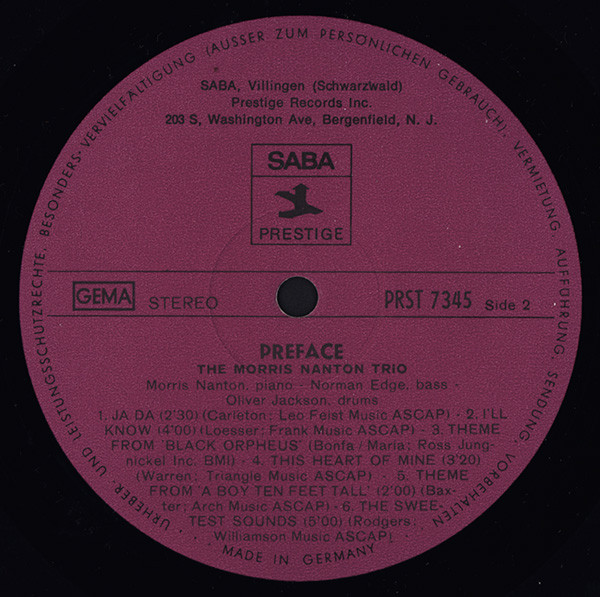 URHEBER- UND LEISTUNGSSCHUTZRECHTE, BESONDERS- VERVIELFALTIGUNG (AUSSER ZUM PERSÖNLICHEN GEBRAUCH), VERMIETUNG, AUFFÜHRUNG, SENDUNG, VORBEHALTEN
SABA, Villingen (Schwarzwald)
Prestige Records Inc.
203 S, Washington Ave, Bergenfield, N. J.
SABA
PRESTIGE
GEMA STEREO PRST 7345 Side 2
PREFACE
THE MORRIS NANTON TRIO
Morris Nanton, piano - Norman Edge, bass -
Oliver Jackson, drums
1. JA DA (2'30) (Carleton: Leo Feist Music ASCAP) - 2. I'LL
KNOW (4'00) (Loesser: Frank Music ASCAP) - 3. THEME
FROM 'BLACK ORPHEUS' (Bonfa/Maria: Ross Jung-
nickel Inc. BMI) - 4. THIS HEART OF MINE (3'20)
(Warren: Triangle Music ASCAP) - 5. THEME
FROM 'A BOY TEN FEET TALL' (2'00) (Bax-
ter: Arch Music ASCAP) - 6. THE SWEE-
TEST SOUNDS (5'00) (Rodgers.
Williamson Music ASCAP)
MADE IN GERMANY